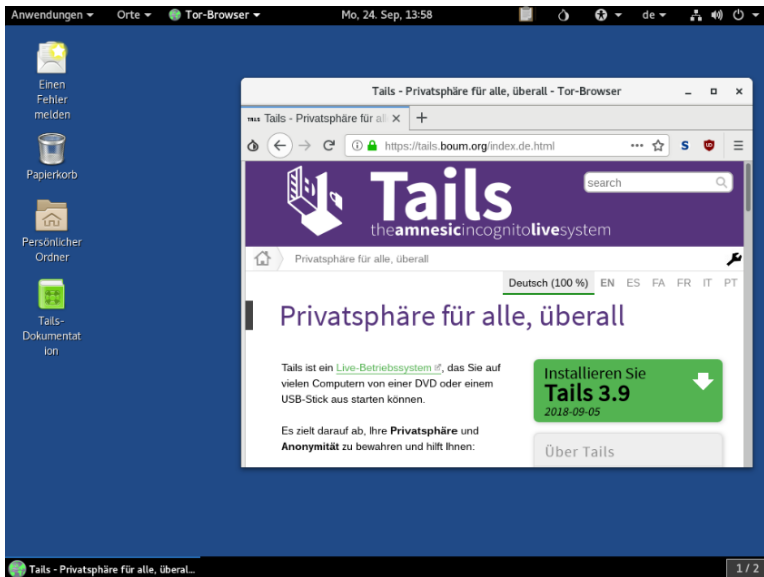 Anwendungen Orte Tor-Browser Mo, 24. Sep, 13:58 de
Einen
Fehler
melden
Papierkorb
Persönlicher
Ordner
Tails-
Dokumentat
ion
Tails - Privatsphäre für alle, überall - Tor-Browser
Tails - Privatsphäre für all
https://tails.boum.org/index.de.html
Tails
theamnesicincognitolivesystem
search
Privatsphäre für alle, überall
Deutsch (100 %) EN ES FA FR IT PT
Privatsphäre für alle, überall
Tails ist ein Live-Betriebssystem, das Sie auf
vielen Computern von einer DVD oder einem
USB-Stick aus starten können.
Es zielt darauf ab, Ihre Privatsphäre und
Anonymität zu bewahren und hilft Ihnen:
Installieren Sie
Tails 3.9
2018-09-05
Über Tails
Tails - Privatsphäre für alle, überal...
1 / 2